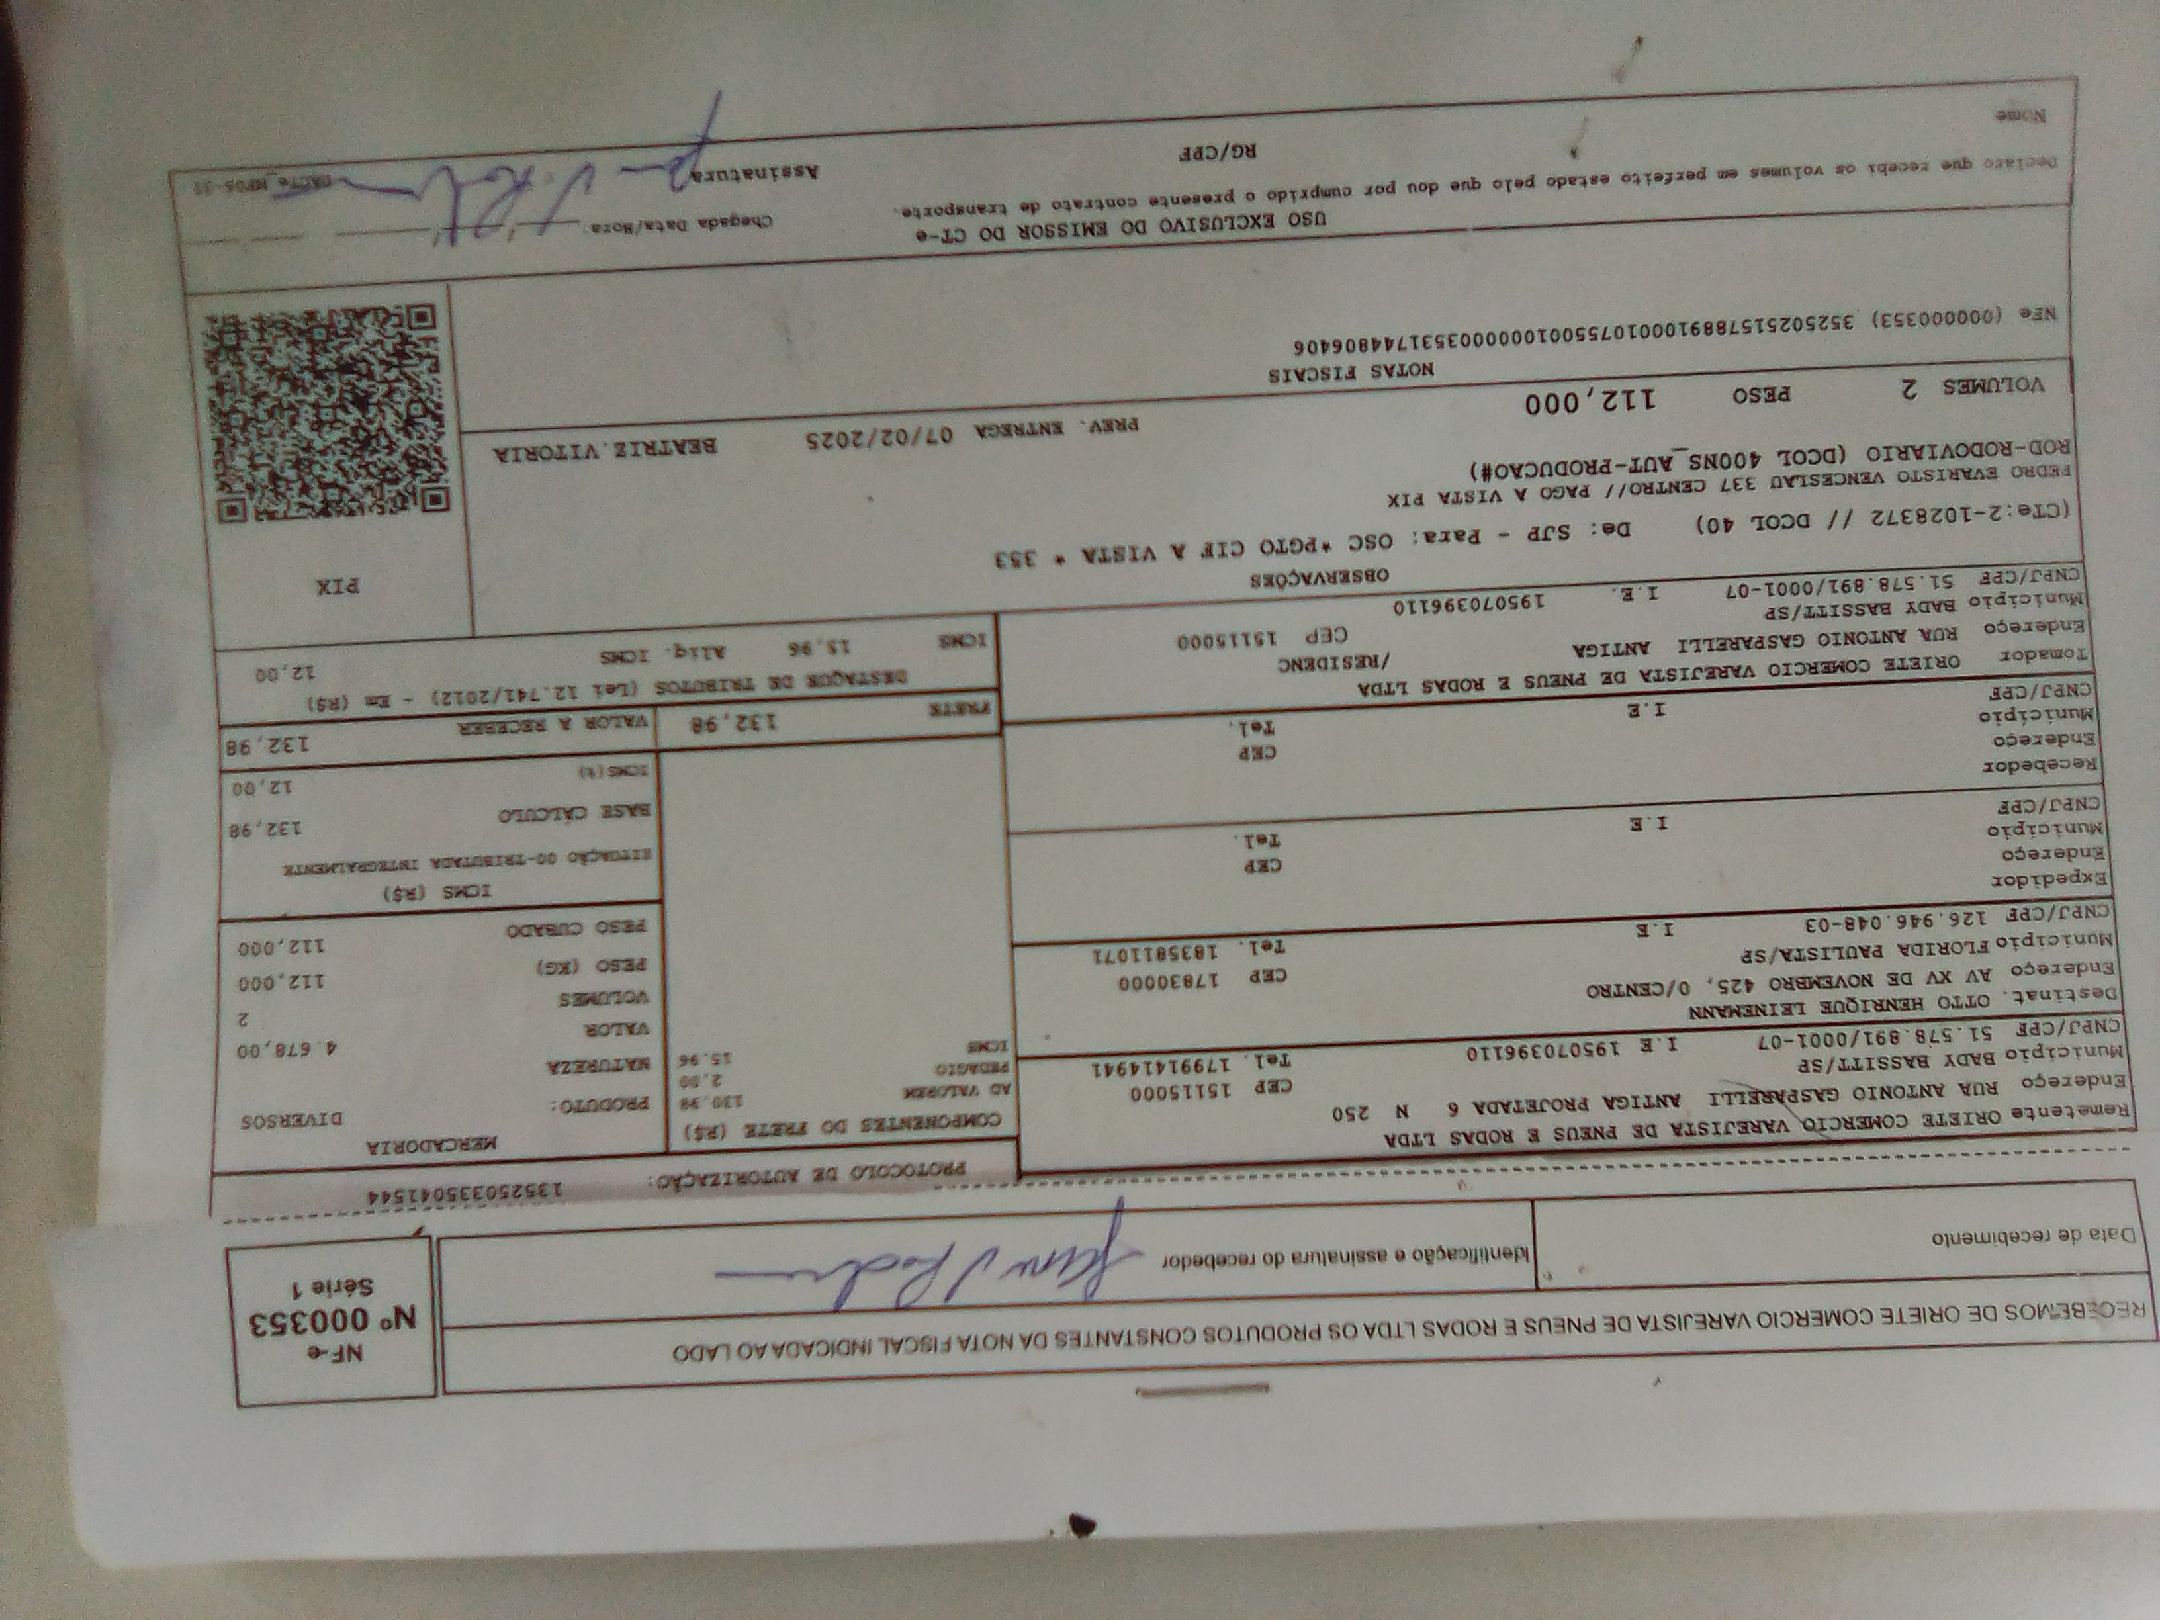 RECEBEMOS DE ORIETE COMERCIO VAREJISTA DE PNEUS E RODAS LTDA OS PRODUTOS CONSTANTES DA NOTA FISCAL INDICADA AO LADO
NF-e
Nº 000353
Série 1
Data de recebimento
Identificação e assinatura do recebedor
PROTOCOLO DE AUTORIZAÇÃO: 135250335041544
Remetente ORIETE COMERCIO VAREJISTA DE PNEUS E RODAS LTDA
Endereço RUA ANTONIO GASPARELLI ANTIGA PROJETADA 6 N 250
Município BADY BASSITT/SP CEP 15115000
CNPJ/CPF 51.578.891/0001-07 I.E 195070396110 Tel. 17991414941
Destinat. OTTO HENRIQUE LEINEMANN
Endereço AV XV DE NOVEMBRO 425, 0/CENTRO
Município FLORIDA PAULISTA/SP CEP 17830000
CNPJ/CPF 126.946.048-03 I.E Tel. 1835811071
Expedidor
Endereço
Município CEP
CNPJ/CPF I.E Tel.
Recebedor
Endereço
Município CEP
CNPJ/CPF I.E Tel.
Tomador ORIETE COMERCIO VAREJISTA DE PNEUS E RODAS LTDA
Endereço RUA ANTONIO GASPARELLI ANTIGA /RESIDENC
Município BADY BASSITT/SP CEP 15115000
CNPJ/CPF 51.578.891/0001-07 I.E. 195070396110
COMPONENTES DO FRETE (R$)
AD VALOREM 130,98
PEDAGIO 2,00
ICMS 15.96
MERCADORIA
PRODUTO: DIVERSOS
NATUREZA
VALOR 4.678,00
VOLUMES 2
PESO (KG) 112,000
PESO CUBADO 112,000
ICMS (R$)
SITUAÇÃO 00-TRIBUTADA INTEGRALMENTE
BASE CÁLCULO 132,98
ICMS(%) 12,00
FRETE 132,98 VALOR A RECEBER 132,98
DESTAQUE DE TRIBUTOS (Lei 12.741/2012) - Em (R$)
ICMS 15,96 Aliq. ICMS 12,00
OBSERVAÇÕES
(CTe:2-1028372 // DCOL 40) De: SJP - Para: OSC *PGTO CIF A VISTA * 353
PEDRO EVARISTO VENCESLAU 337 CENTRO// PAGO A VISTA PIX
ROD-RODOVIARIO (DCOL 400NS_AUT-PRODUCAO#)
PREV. ENTREGA 07/02/2025 BEATRIZ.VITORIA
VOLUMES 2 PESO 112,000
PIX
NOTAS FISCAIS
NFe (000000353) 35250251578891000107550010000003531744806406
USO EXCLUSIVO DO EMISSOR DO CT-e
Declaro que recebi os volumes em perfeito estado pelo que dou por cumprido o presente contrato de transporte.
Chegada Data/Hora
Nome RG/CPF Assinatura